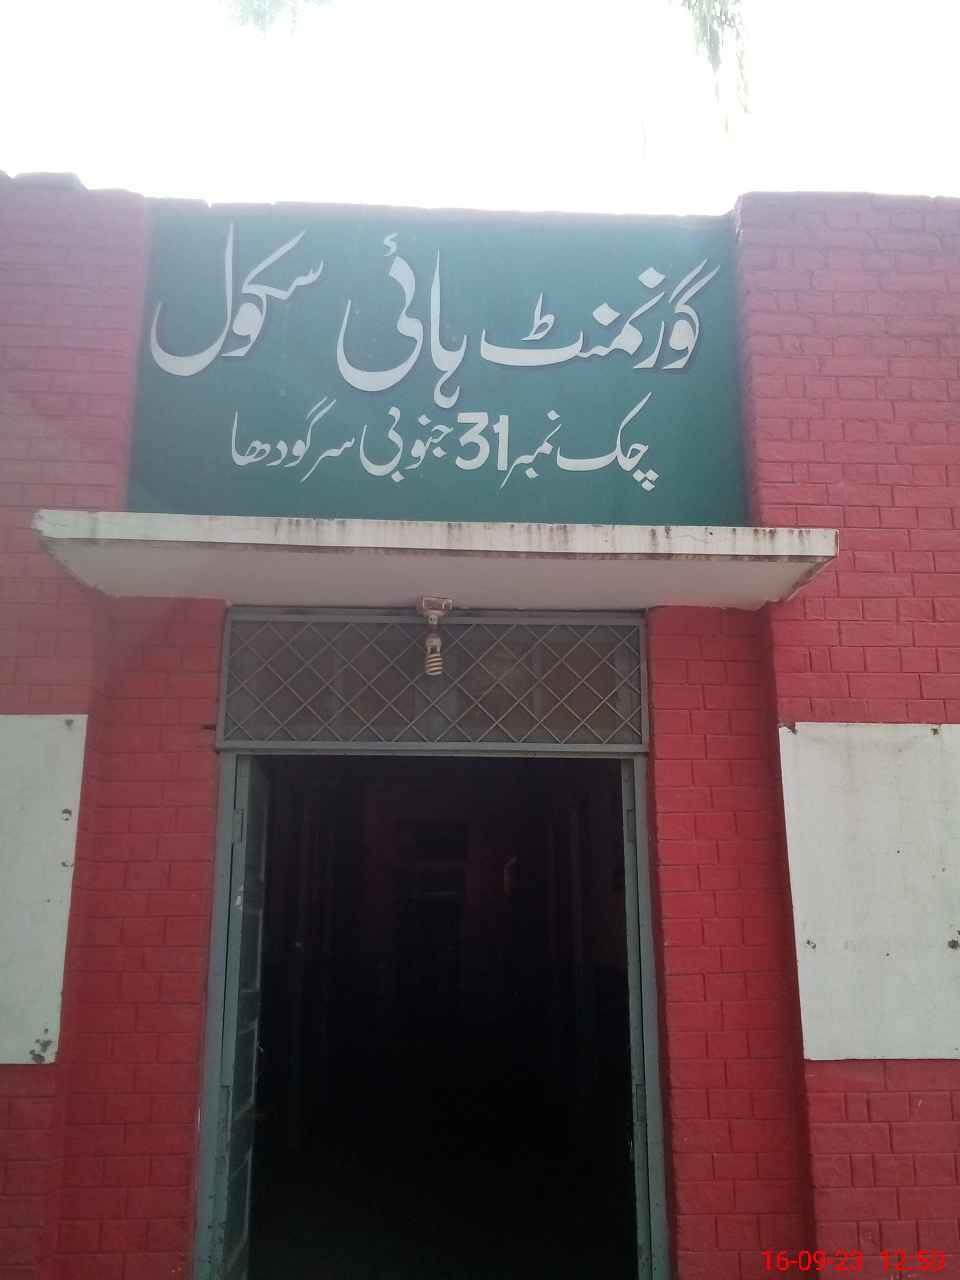 گورنمنٹ ہائی سکول
چک نمبر 31 جنوبی سرگودھا
16-09-23 12:50